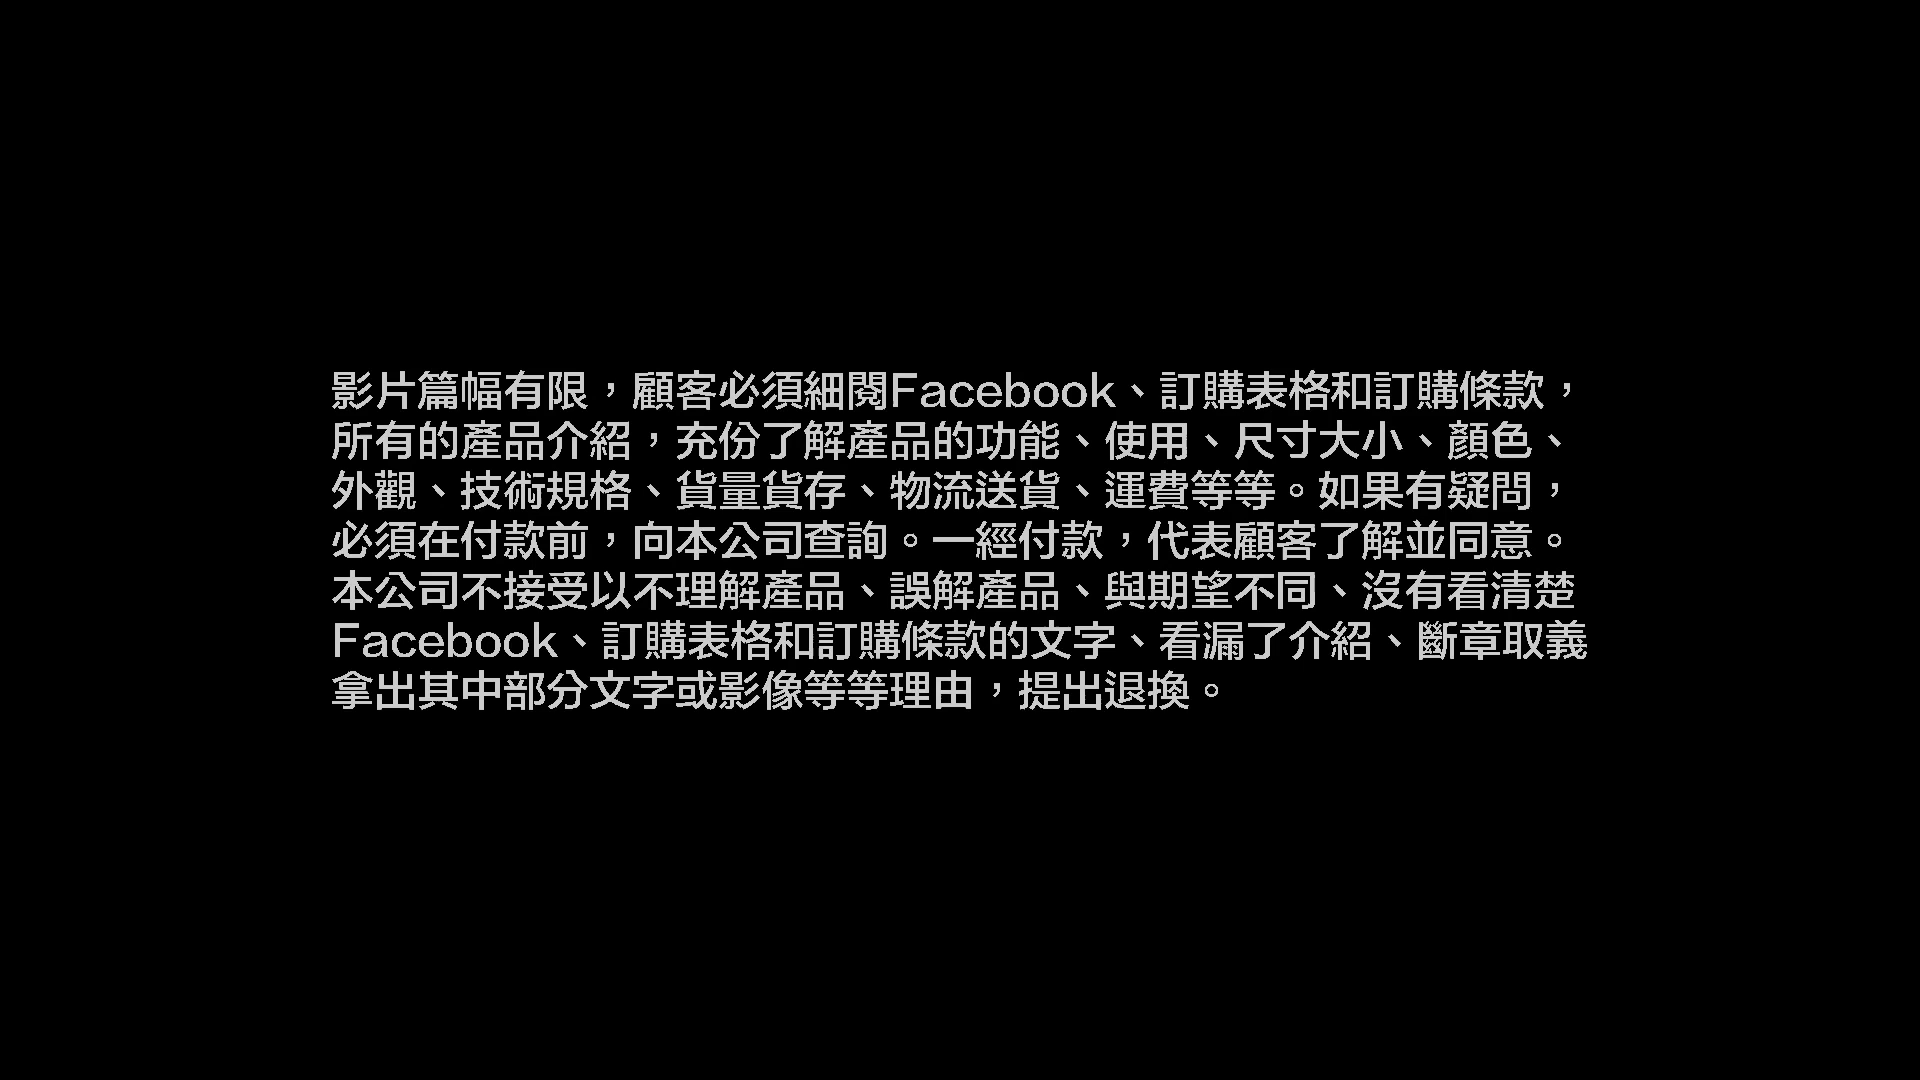 影片篇幅有限，顧客必須細閱Facebook、訂購表格和訂購條款，
所有的產品介紹，充份了解產品的功能、使用、尺寸大小、顏色、
外觀、技術規格、貨量貨存、物流送貨、運費等等。如果有疑問，
必須在付款前，向本公司查詢。一經付款，代表顧客了解並同意。
本公司不接受以不理解產品、誤解產品、與期望不同、沒有看清楚
Facebook、訂購表格和訂購條款的文字、看漏了介紹、斷章取義
拿出其中部分文字或影像等等理由，提出退換。